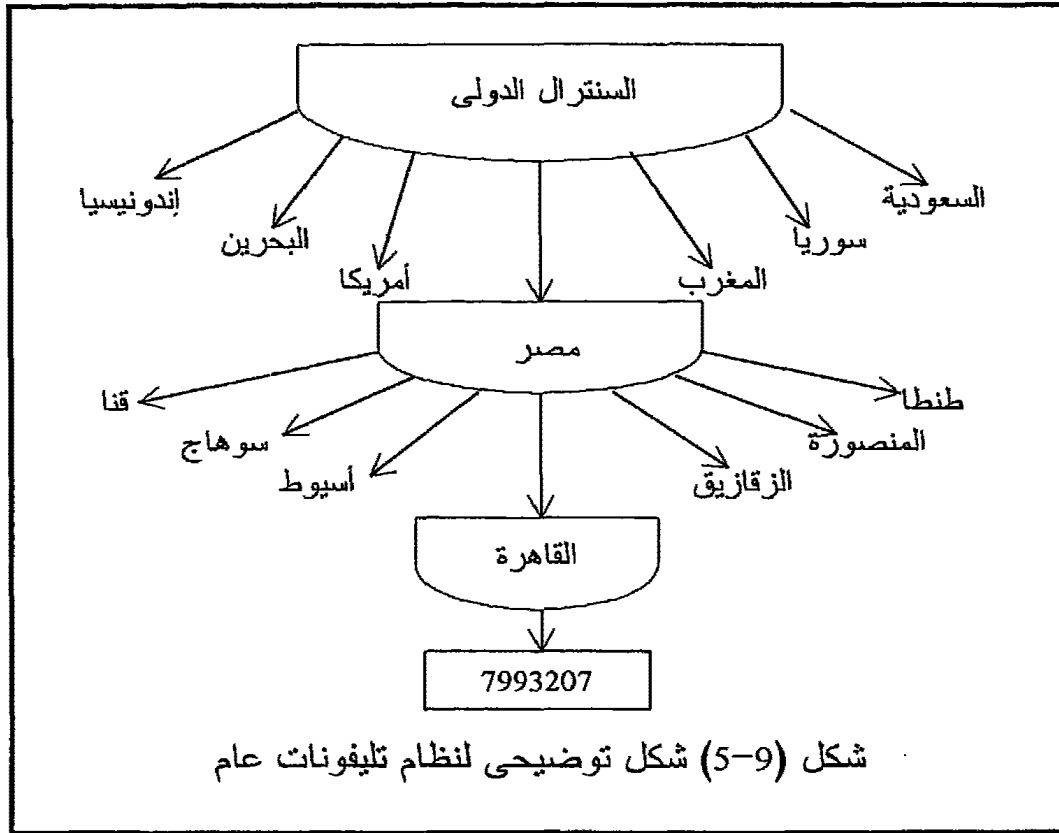 السنترال الدولى
السعودية
سوريا
المغرب
أمريكا
البحرين
إندونيسيا
مصر
طنطا
المنصورة
الزقازيق
أسيوط
سوهاج
قنا
القاهرة
7993207
شكل (9-5) شكل توضيحى لنظام تليفونات عام